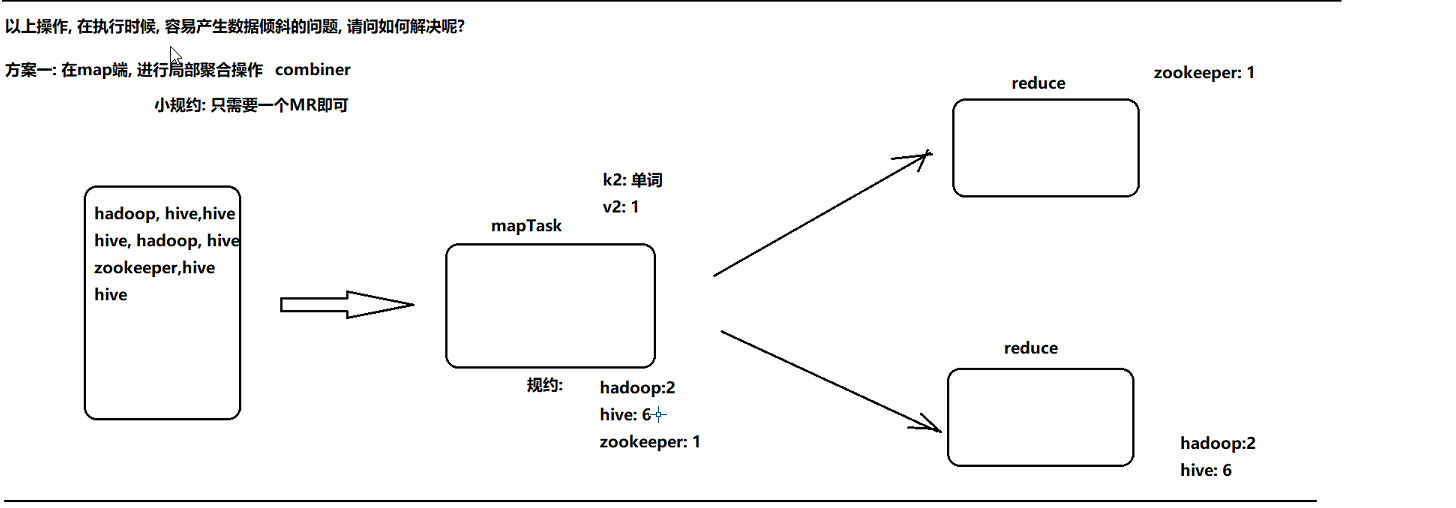 以上操作, 在执行时候, 容易产生数据倾斜的问题, 请问如何解决呢?
方案一: 在map端, 进行局部聚合操作 combiner
小规约: 只需要一个MR即可
hadoop, hive,hive
hive, hadoop, hive
zookeeper,hive
hive
k2: 单词
v2: 1
mapTask
规约:
hadoop:2
hive: 6
zookeeper: 1
reduce
zookeeper: 1
reduce
hadoop:2
hive: 6